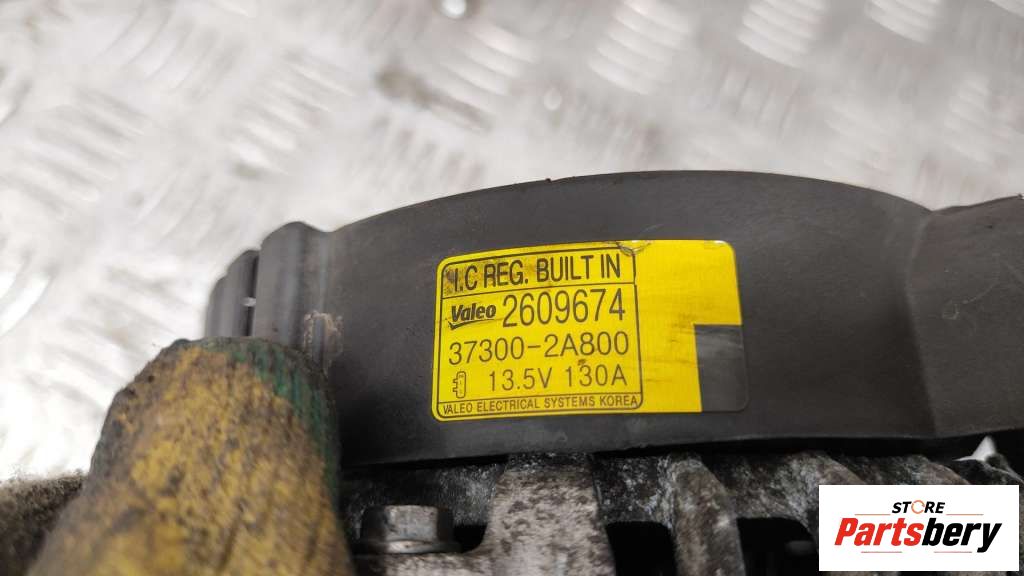 I.C REG. BUILT IN
Valeo 2609674
37300-2A800
13.5V 130A
VALEO ELECTRICAL SYSTEMS KOREA
STORE
Partsbery